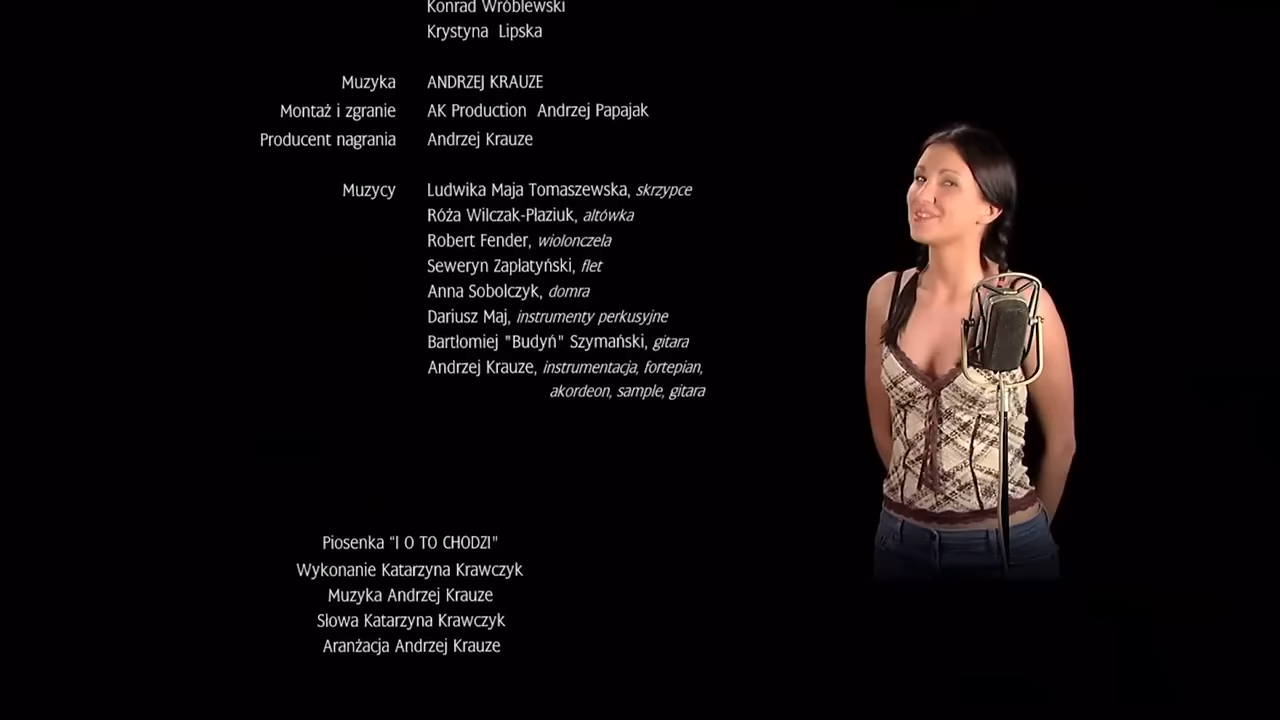 Konrad Wróblewski
Krystyna Lipska
Muzyka ANDRZEJ KRAUZE
Montaż i zgranie AK Production Andrzej Papajak
Producent nagrania Andrzej Krauze
Muzycy Ludwika Maja Tomaszewska, skrzypce
Róża Wilczak-Płaziuk, altówka
Robert Fender, wiolonczela
Seweryn Zapłatyński, flet
Anna Sobolczyk, domra
Dariusz Maj, instrumenty perkusyjne
Bartłomiej "Budyń" Szymański, gitara
Andrzej Krauze, instrumentacja, fortepian,
akordeon, sample, gitara
Piosenka "I O TO CHODZI"
Wykonanie Katarzyna Krawczyk
Muzyka Andrzej Krauze
Słowa Katarzyna Krawczyk
Aranżacja Andrzej Krauze